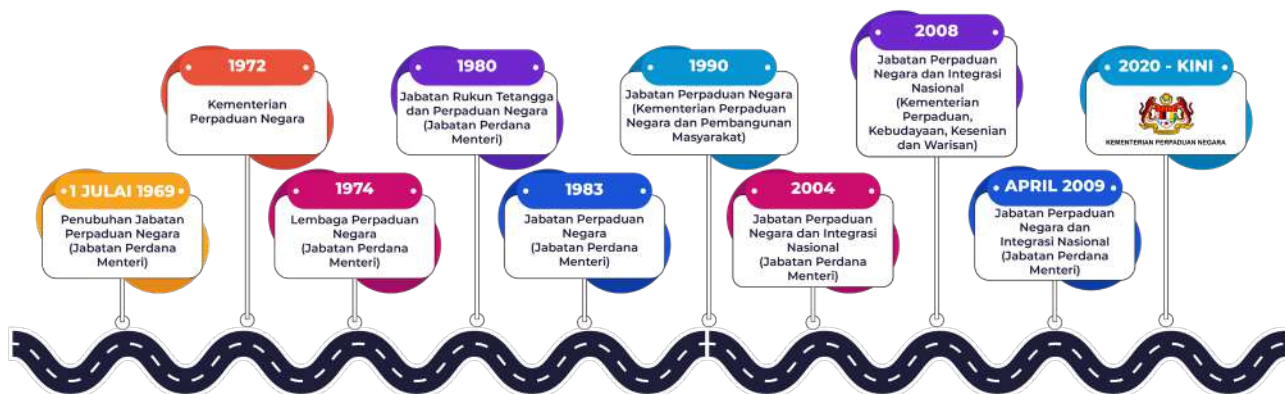 1 JULAI 1969
Penubuhan Jabatan
Perpaduan Negara
(Jabatan Perdana
Menteri)
1972
Kementerian
Perpaduan Negara
1974
Lembaga Perpaduan
Negara
(Jabatan Perdana
Menteri)
1980
Jabatan Rukun Tetangga
dan Perpaduan Negara
(Jabatan Perdana
Menteri)
1983
Jabatan Perpaduan
Negara
(Jabatan Perdana
Menteri)
1990
Jabatan Perpaduan Negara
(Kementerian Perpaduan
Negara dan Pembangunan
Masyarakat)
2004
Jabatan Perpaduan
Negara dan Integrasi
Nasional
(Jabatan Perdana
Menteri)
2008
Jabatan Perpaduan
Negara dan Integrasi
Nasional
(Kementerian
Perpaduan,
Kebudayaan, Kesenian
dan Warisan)
APRIL 2009
Jabatan Perpaduan
Negara dan
Integrasi Nasional
(Jabatan Perdana
Menteri)
2020 - KINI
KEMENTERIAN PERPADUAN NEGARA